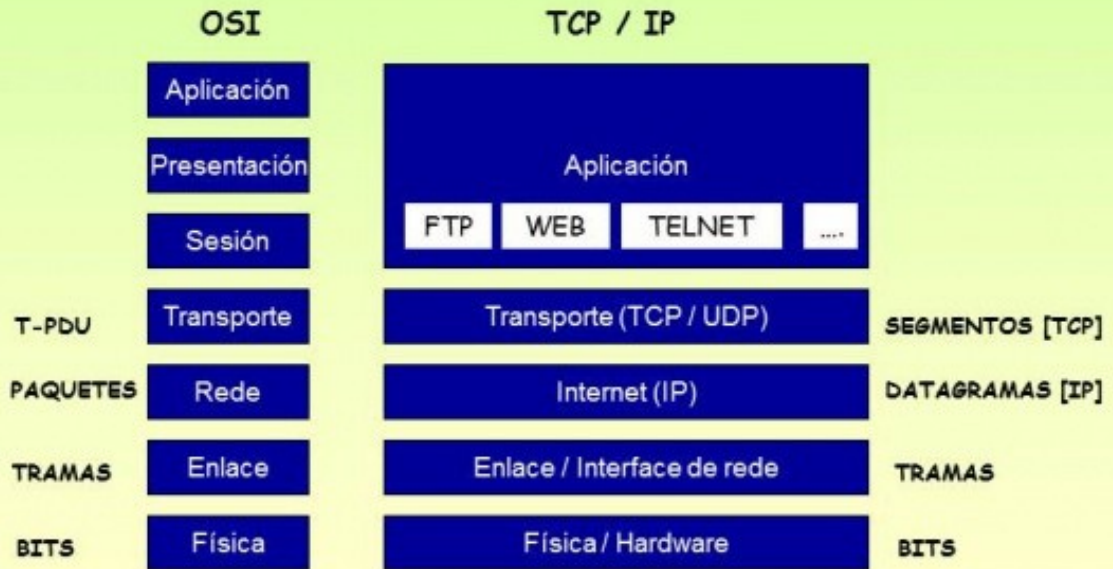 OSI TCP / IP
Aplicación
Presentación
Sesión
Aplicación
FTP WEB TELNET ....
T-PDU Transporte Transporte (TCP / UDP) SEGMENTOS [TCP]
PAQUETES Rede Internet (IP) DATAGRAMAS [IP]
TRAMAS Enlace Enlace / Interface de rede TRAMAS
BITS Física Física / Hardware BITS